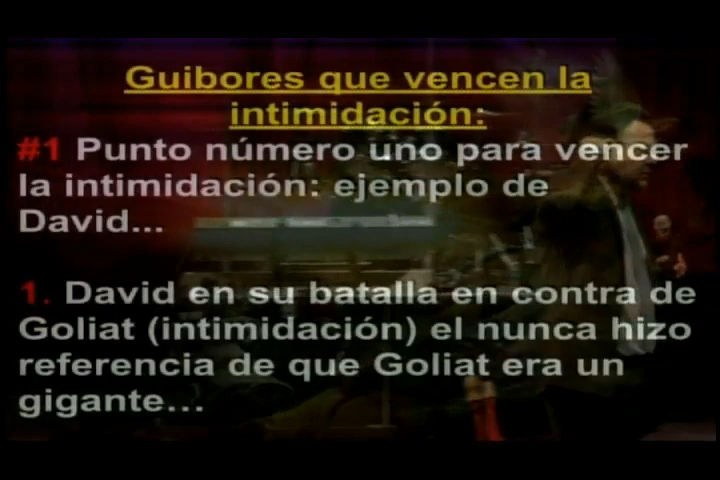 Guibores que vencen la
intimidación:
#1 Punto número uno para vencer
la intimidación: ejemplo de
David...
1. David en su batalla en contra de
Goliat (intimidación) el nunca hizo
referencia de que Goliat era un
gigante...